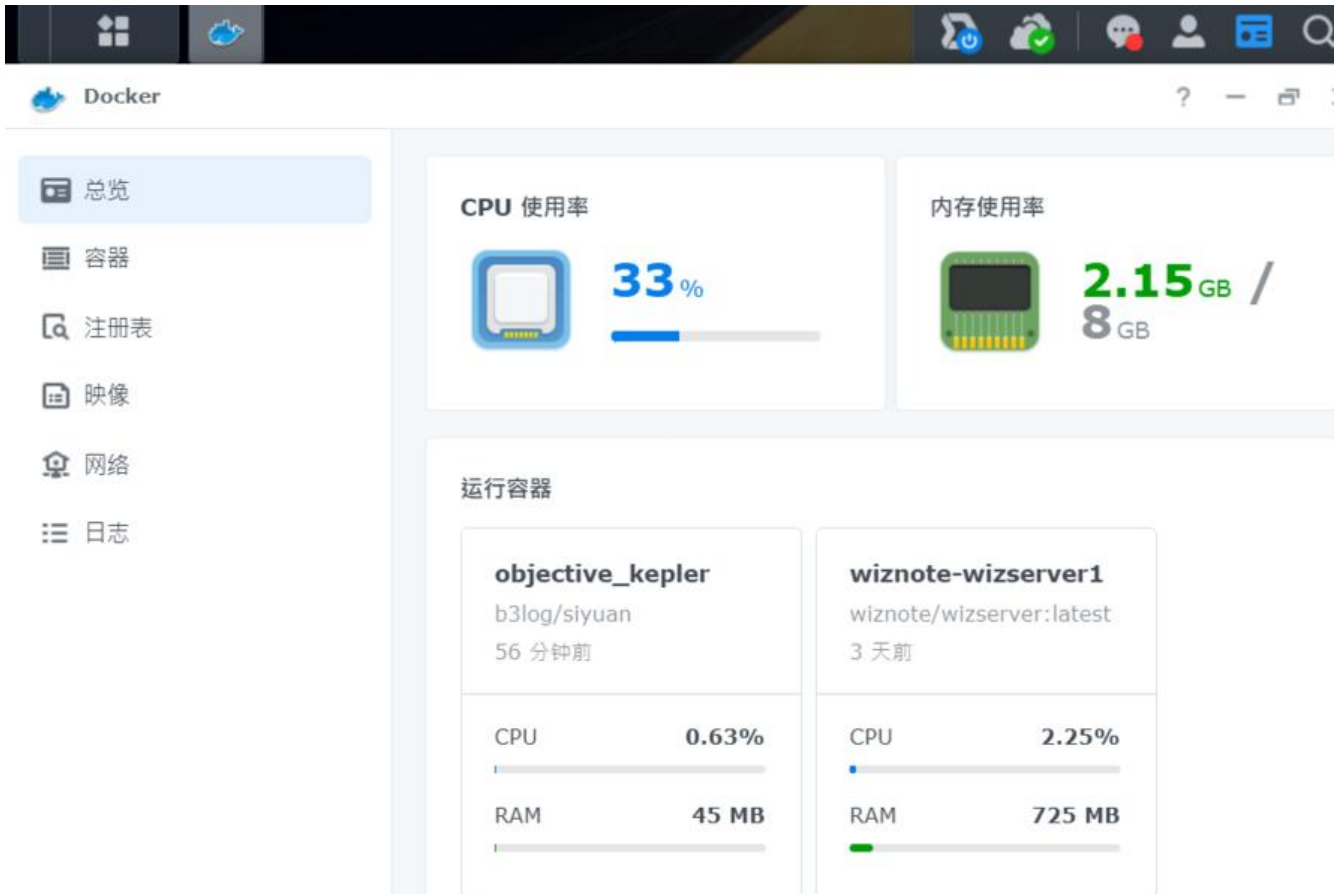 Docker
?
总览
容器
注册表
映像
网络
日志
CPU 使用率
33 %
内存使用率
2.15 GB /
8 GB
运行容器
objective_kepler
b3log/siyuan
56 分钟前
CPU 0.63%
RAM 45 MB
wiznote-wizserver1
wiznote/wizserver:latest
3 天前
CPU 2.25%
RAM 725 MB